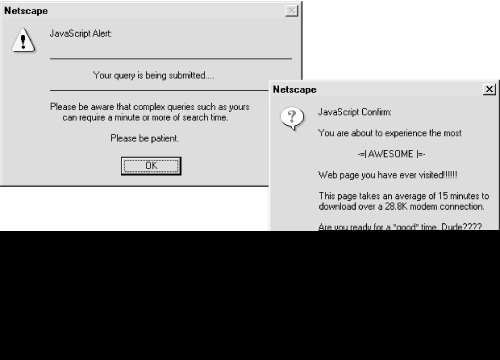 Netscape
JavaScript Alert:
Your query is being submitted....
Please be aware that complex queries such as yours
can require a minute or more of search time.
Please be patient.
OK
Netscape
JavaScript Confirm:
You are about to experience the most
-=| AWESOME |=-
Web page you have ever visited!!!!!!
This page takes an average of 15 minutes to
download over a 28.8K modem connection.
Are you ready for a *good* time, Dude????